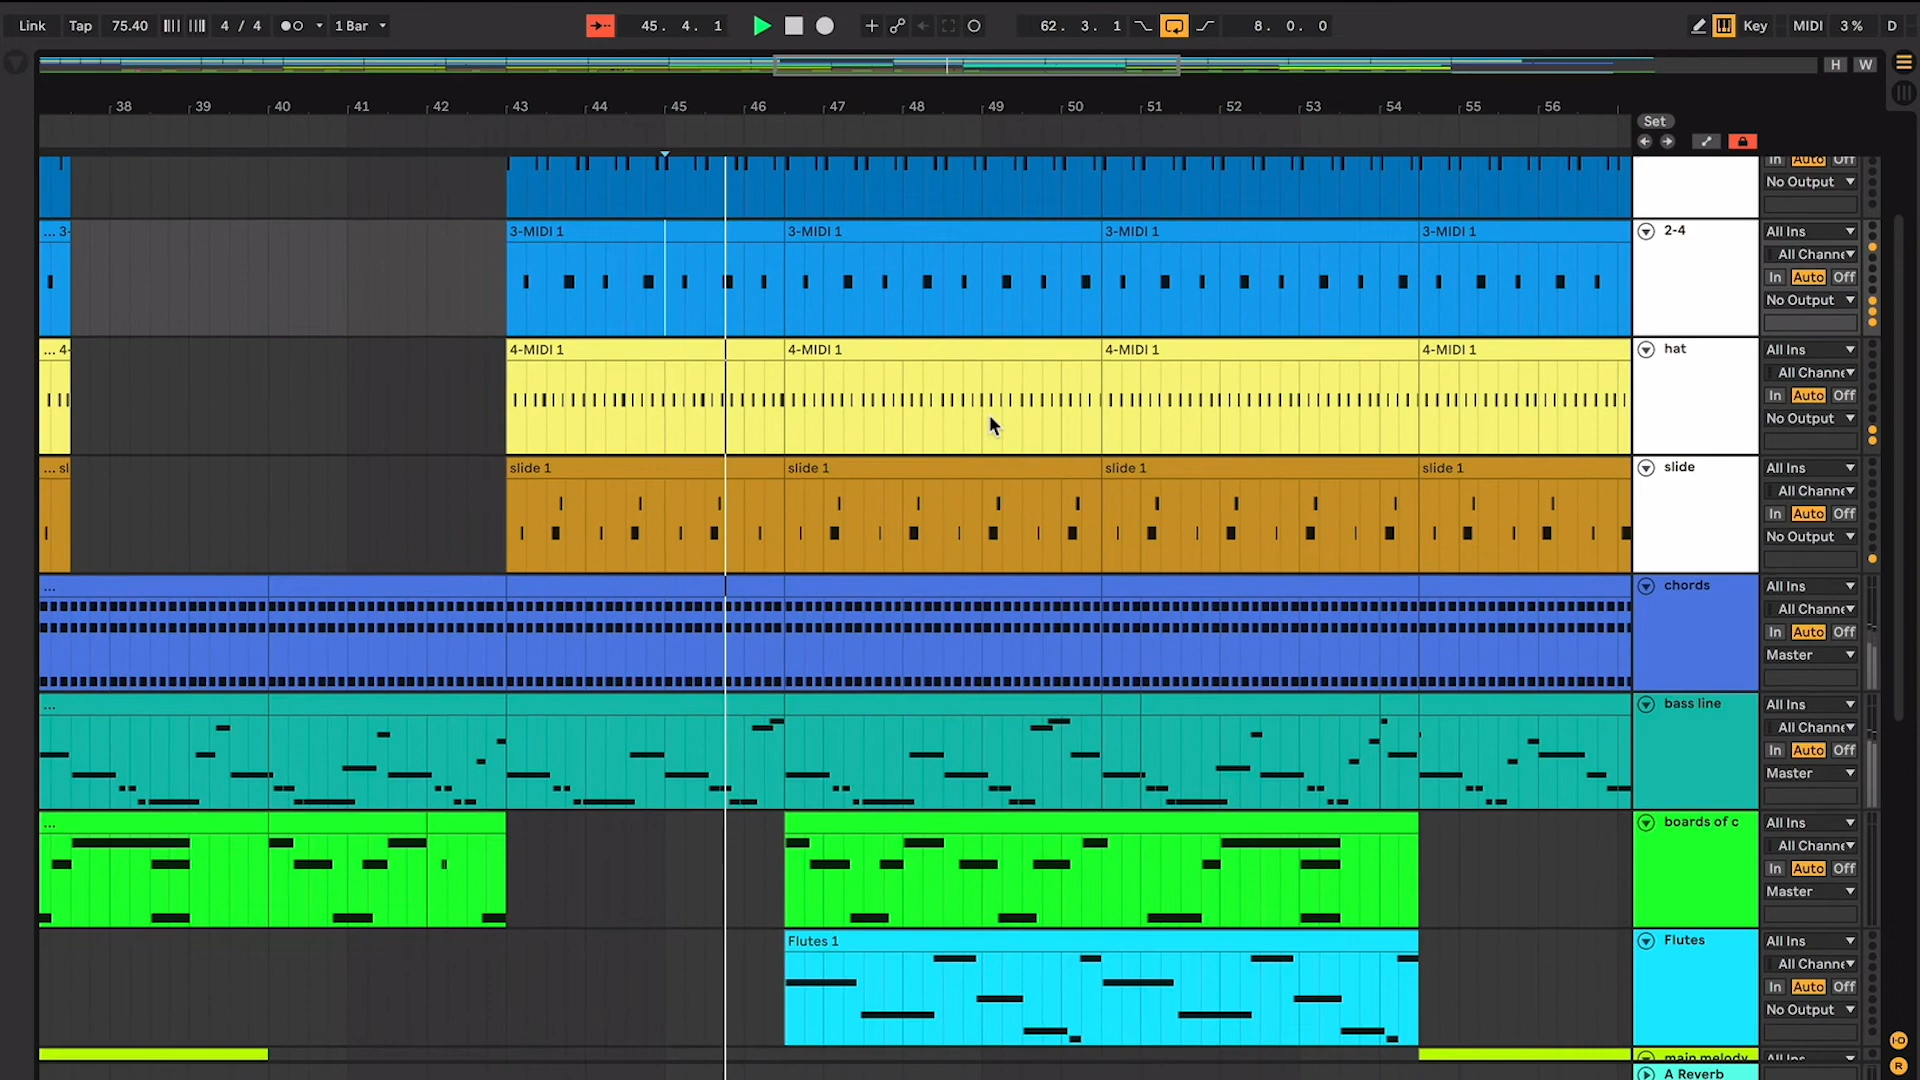 Link Tap 75.40 4 / 4 1 Bar 45. 4. 1 62. 3. 1 8. 0. 0 Key MIDI 3 % D
H W
38 39 40 41 42 43 44 45 46 47 48 49 50 51 52 53 54 55 56
Set
In Auto Off
No Output
... 3- 3-MIDI 1 3-MIDI 1 3-MIDI 1 3-MIDI 1 2-4 All Ins
All Channe
In Auto Off
No Output
... 4- 4-MIDI 1 4-MIDI 1 4-MIDI 1 4-MIDI 1 hat All Ins
All Channe
In Auto Off
No Output
... sl slide 1 slide 1 slide 1 slide 1 slide All Ins
All Channe
In Auto Off
No Output
... chords All Ins
All Channe
In Auto Off
Master
... bass line All Ins
All Channe
In Auto Off
Master
... boards of c All Ins
All Channe
In Auto Off
Master
Flutes 1 Flutes All Ins
All Channe
In Auto Off
No Output
I-O
main melody All Ins
A Reverb R